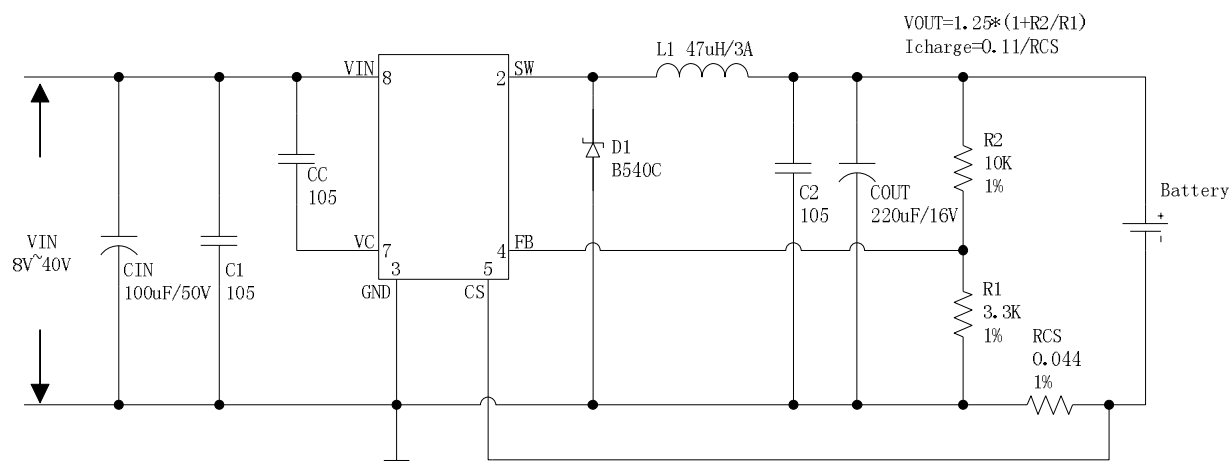 VOUT=1.25*(1+R2/R1)
Icharge=0.11/RCS
L1 47uH/3A
VIN
8
2
SW
D1
B540C
CC
105
C2
105
COUT
220uF/16V
R2
10K
1%
Battery
+
-
VIN
8V~40V
CIN
100uF/50V
C1
105
VC
7
4
FB
3
5
GND
CS
R1
3.3K
1%
RCS
0.044
1%